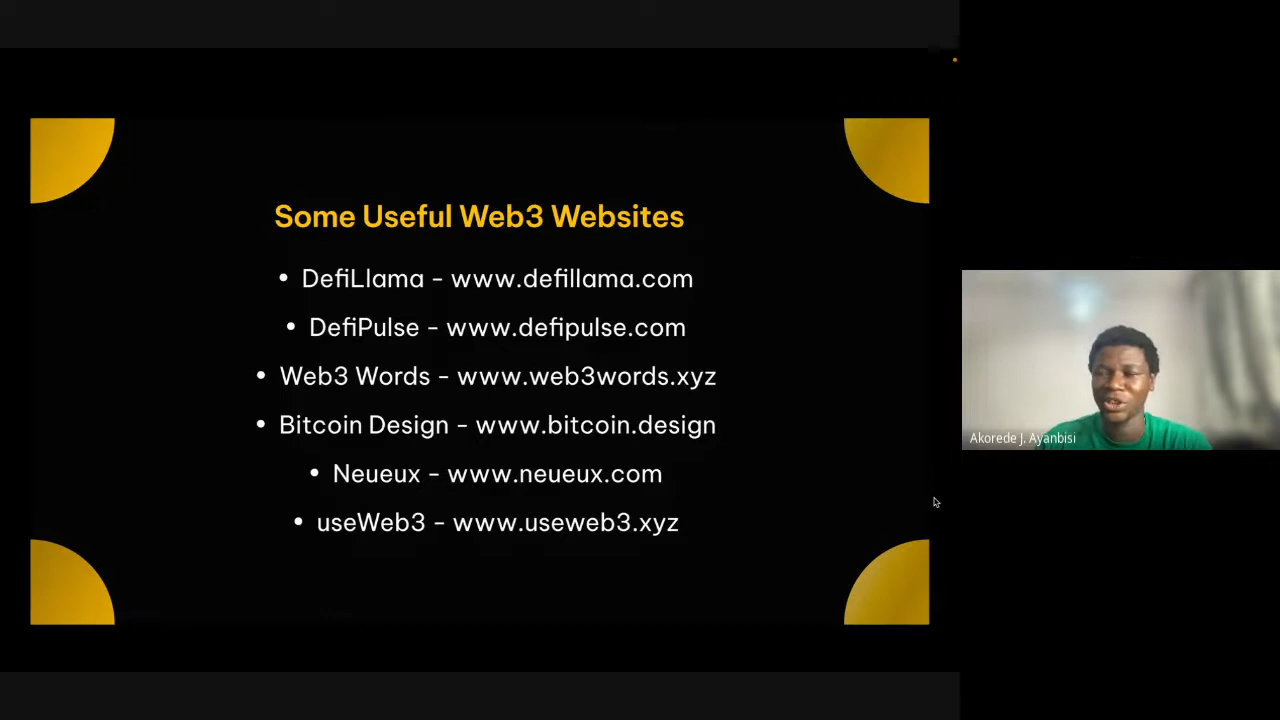 Some Useful Web3 Websites
• DefiLlama - www.defillama.com
• DefiPulse - www.defipulse.com
• Web3 Words - www.web3words.xyz
• Bitcoin Design - www.bitcoin.design
• Neueux - www.neueux.com
• useWeb3 - www.useweb3.xyz
Akorede J. Ayanbisi